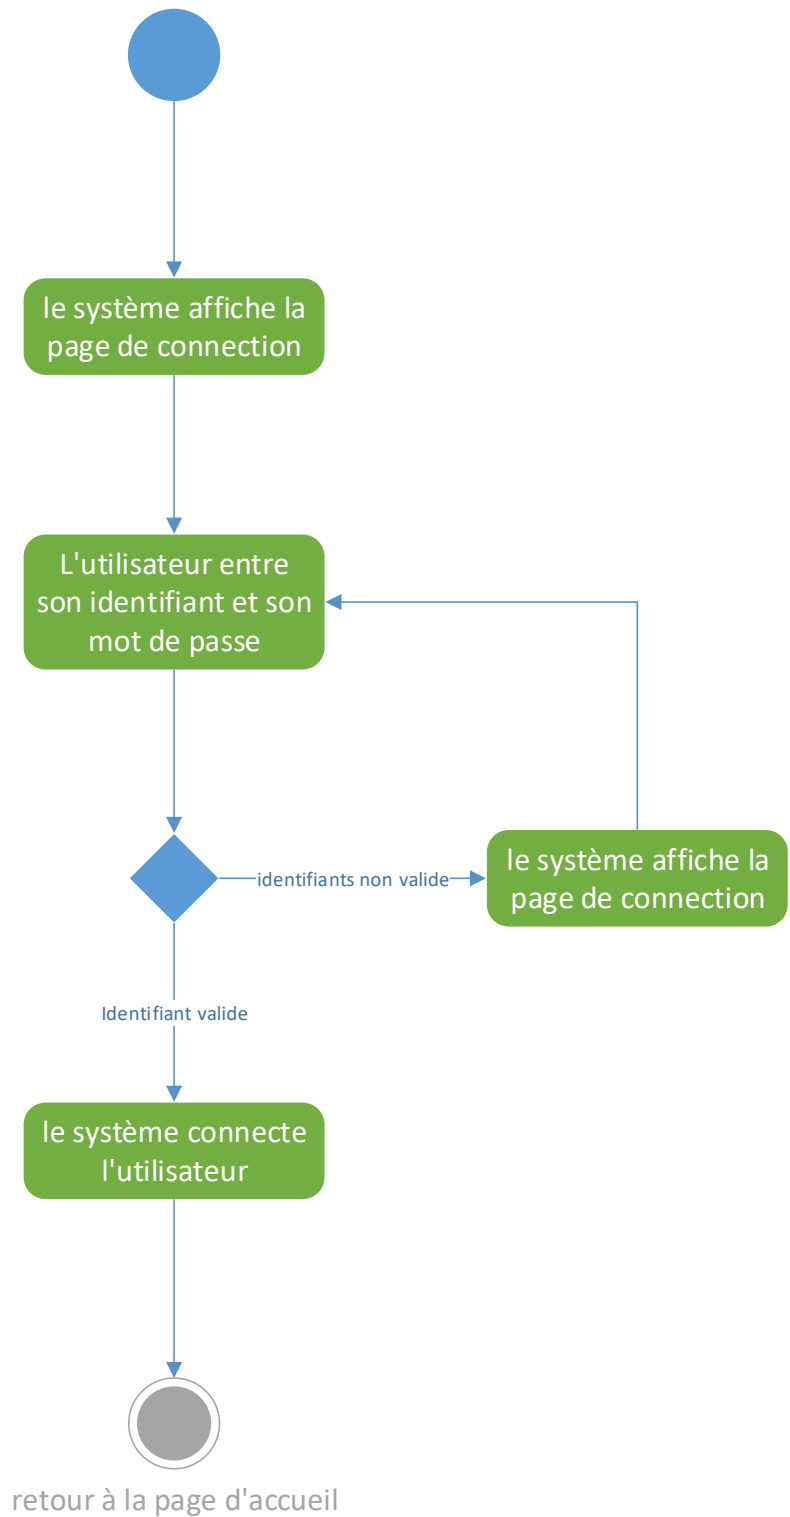 le système affiche la
page de connection
L'utilisateur entre
son identifiant et son
mot de passe
identifiants non valide
le système affiche la
page de connection
Identifiant valide
le système connecte
l'utilisateur
retour à la page d'accueil